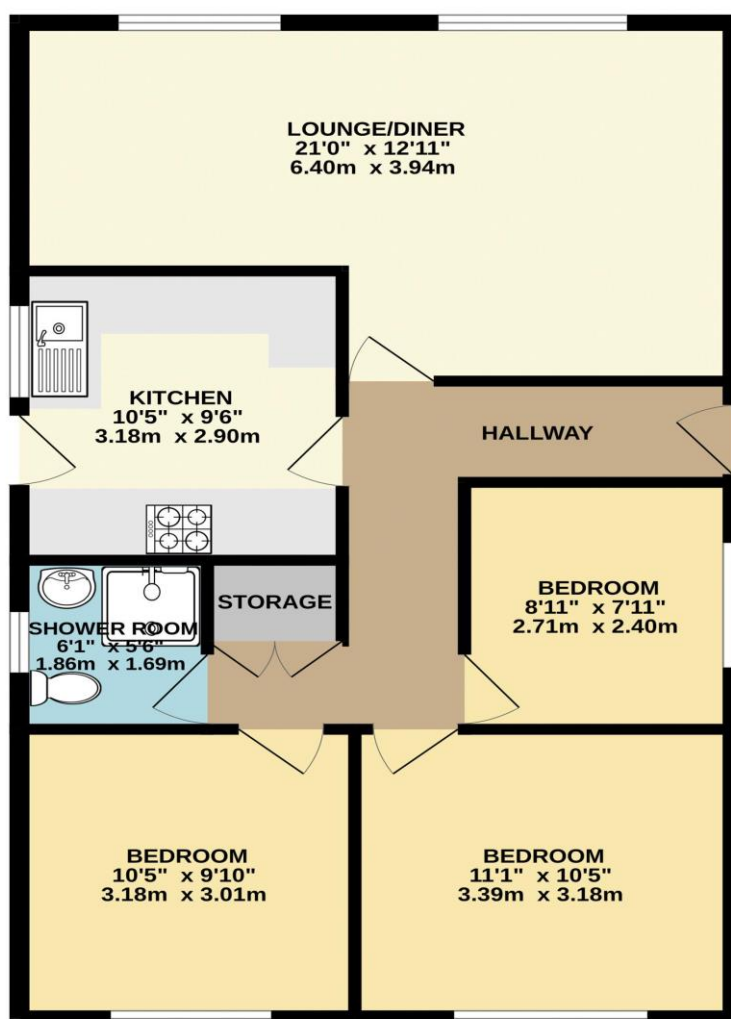 LOUNGE/DINER
21'0" x 12'11"
6.40m x 3.94m
KITCHEN
10'5" x 9'6"
3.18m x 2.90m
HALLWAY
STORAGE
BEDROOM
8'11" x 7'11"
2.71m x 2.40m
SHOWER ROOM
6'1" x 5'6"
1.86m x 1.69m
BEDROOM
10'5" x 9'10"
3.18m x 3.01m
BEDROOM
11'1" x 10'5"
3.39m x 3.18m